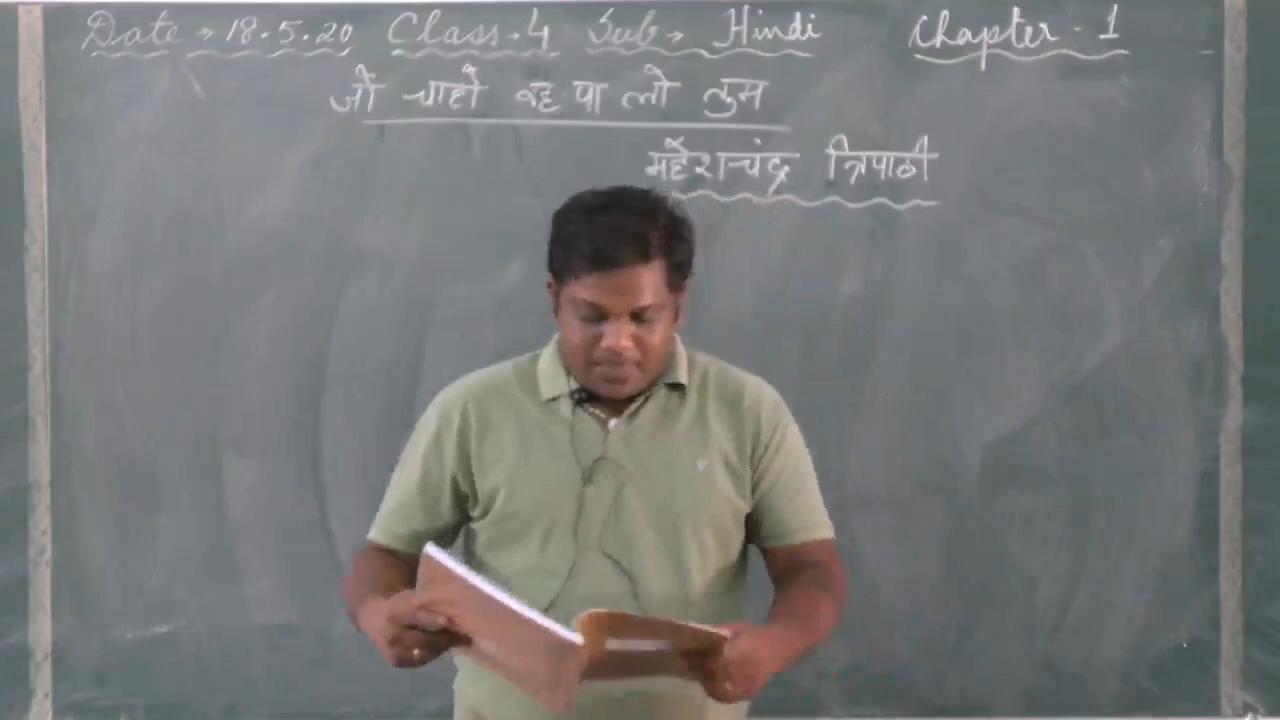 Date → 18.5.20 Class-4 Sub → Hindi Chapter - 1
जो चाहो वह पा लो तुम
महेशचंद्र त्रिपाठी